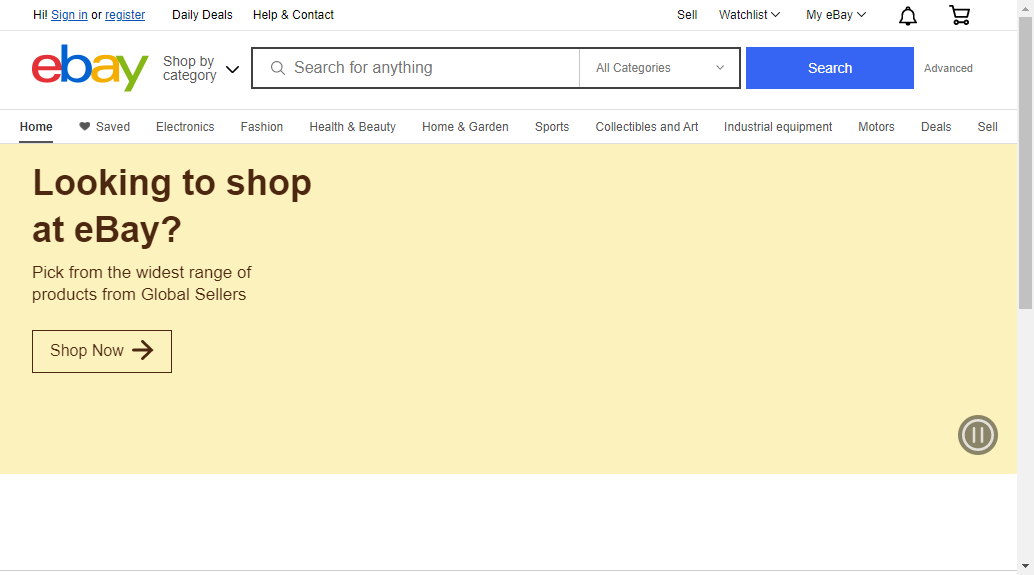 Hi! Sign in or register Daily Deals Help & Contact Sell Watchlist My eBay
ebay
Shop by
category
Search for anything
All Categories
Search
Advanced
Home Saved Electronics Fashion Health & Beauty Home & Garden Sports Collectibles and Art Industrial equipment Motors Deals Sell
Looking to shop
at eBay?
Pick from the widest range of
products from Global Sellers
Shop Now